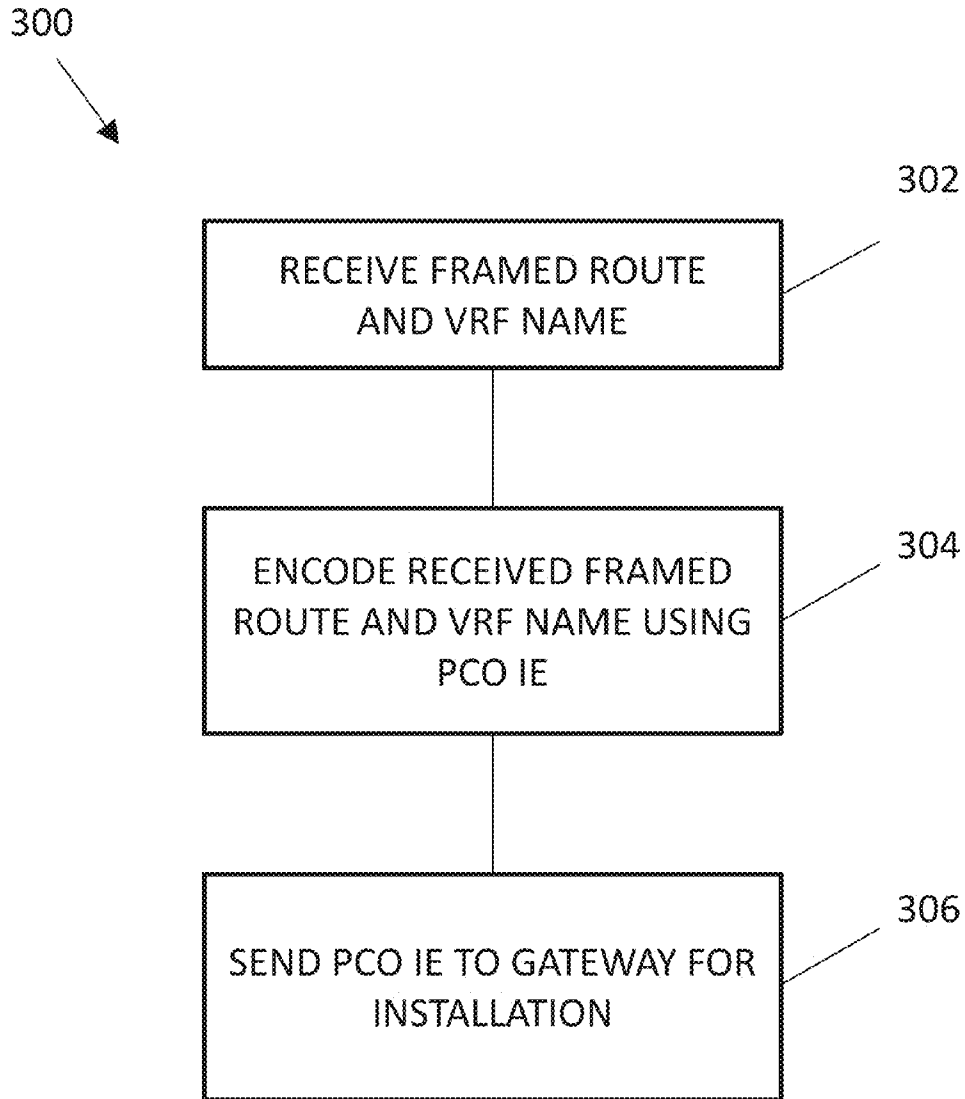 300
302
RECEIVE FRAMED ROUTE
AND VRF NAME
304
ENCODE RECEIVED FRAMED
ROUTE AND VRF NAME USING
PCO IE
306
SEND PCO IE TO GATEWAY FOR
INSTALLATION